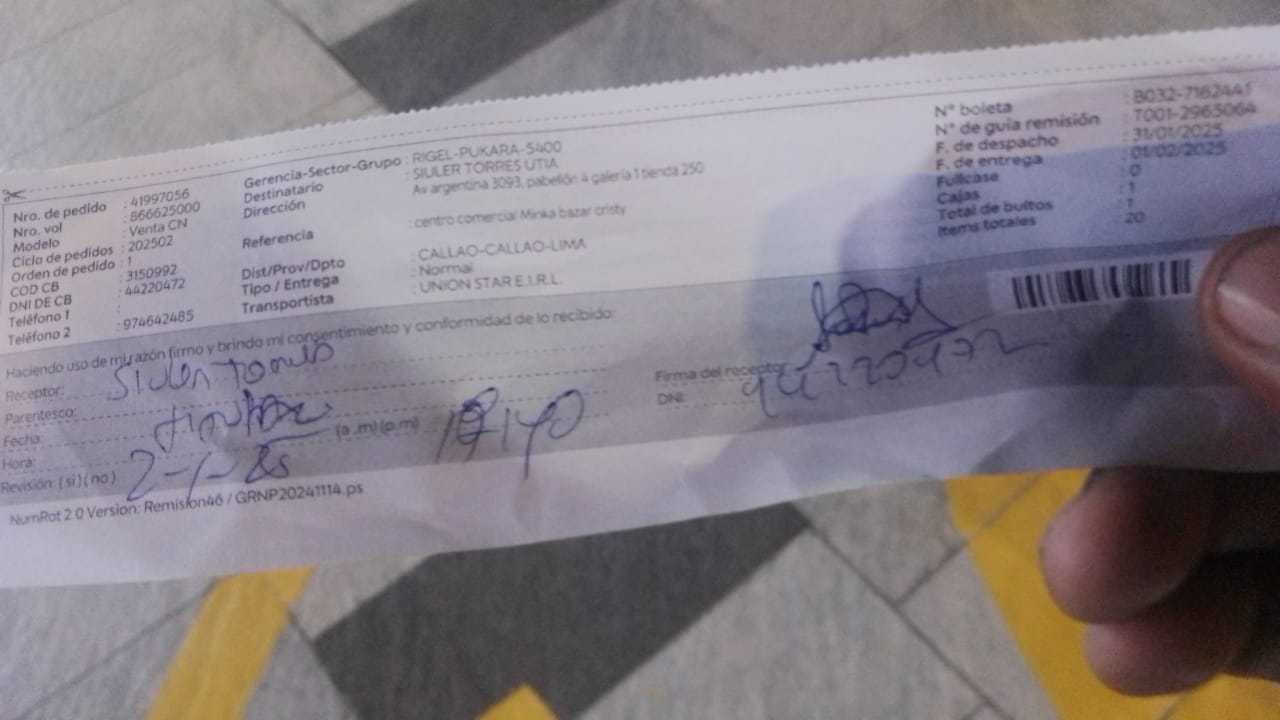 Nro. de pedido : 41997056
Nro. vol : 866625000
Modelo : Venta CN
Ciclo de pedidos : 202502
Orden de pedido : 1
COD CB : 3150992
DNI DE CB : 44220472
Teléfono 1 :
Teléfono 2 : 974642485
Gerencia-Sector-Grupo : RIGEL-PUKARA-5400
Destinatario : SIULER TORRES UTIA
Dirección : Av argentina 3093, pabellón 4 galeria 1 tienda 250
Referencia : centro comercial Minka bazar cristy
Dist/Prov/Dpto : CALLAO-CALLAO-LIMA
Tipo / Entrega : Normal
Transportista : UNION STAR E.I.R.L.
N° boleta : B032-7162441
N° de guía remisión : T001-2965064
F. de despacho : 31/01/2025
F. de entrega : 01/02/2025
Fullcase : 0
Cajas : 1
Total de bultos : 1
Items totales : 20
Haciendo uso de mi razón firmo y brindo mi consentimiento y conformidad de lo recibido:
Receptor: Siuler Torres
Parentesco:
Fecha:
Hora: (a .m) (p.m)
Revisión: ( si ) ( no )
Firma del receptor:
DNI: 44220472
NumRot 2.0 Version: Remision46 / GRNP20241114.ps